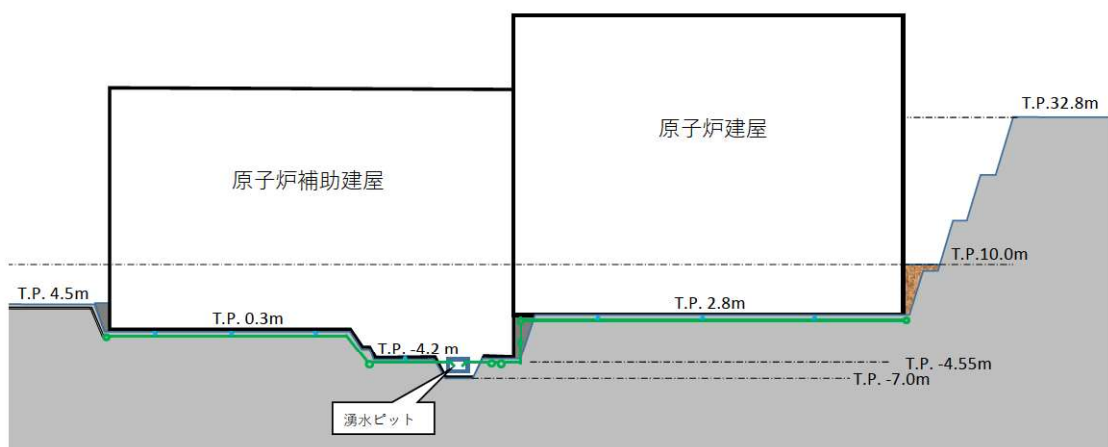 T.P.32.8m
原子炉建屋
原子炉補助建屋
T.P.10.0m
T.P. 4.5m
T.P. 0.3m
T.P. 2.8m
T.P. -4.2 m
T.P. -4.55m
T.P. -7.0m
湧水ピット